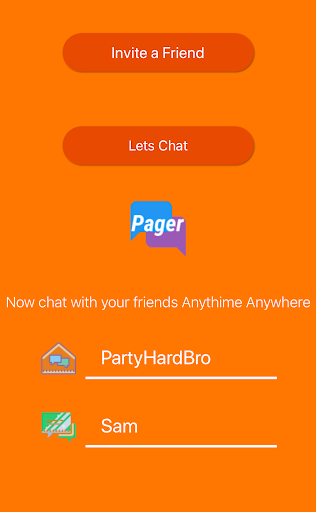 Invite a Friend
Lets Chat
Pager
Now chat with your friends Anythime Anywhere
PartyHardBro
Sam